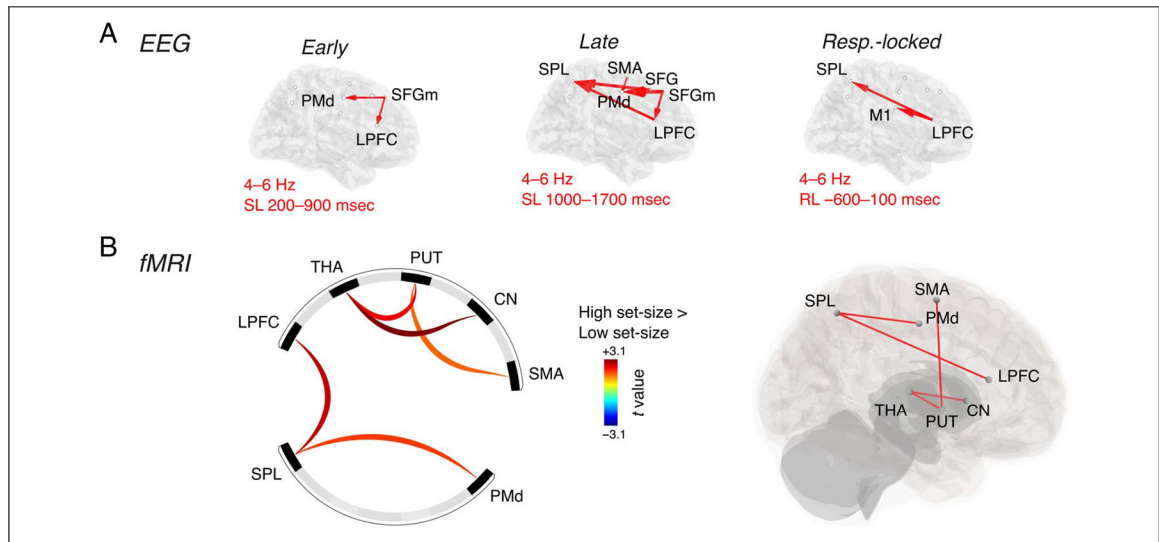 A
EEG
Early
PMd
SFGm
LPFC
4–6 Hz
SL 200–900 msec
Late
SPL
SMA
SFG
PMd
SFGm
LPFC
4–6 Hz
SL 1000–1700 msec
Resp.-locked
SPL
M1
LPFC
4–6 Hz
RL −600–100 msec
B
fMRI
THA
PUT
CN
LPFC
SMA
SPL
PMd
High set-size >
Low set-size
+3.1
t value
−3.1
SPL
SMA
PMd
LPFC
THA
PUT
CN